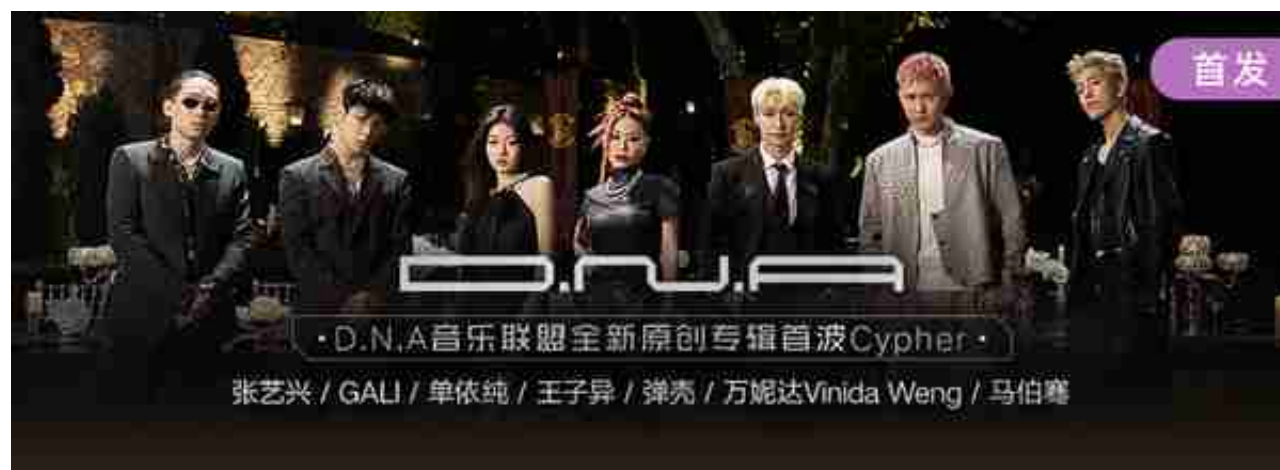 首发
D.N.A
·D.N.A音乐联盟全新原创专辑首波Cypher·
张艺兴 / GALI / 单依纯 / 王子异 / 弹壳 / 万妮达Vinida Weng / 马伯骞